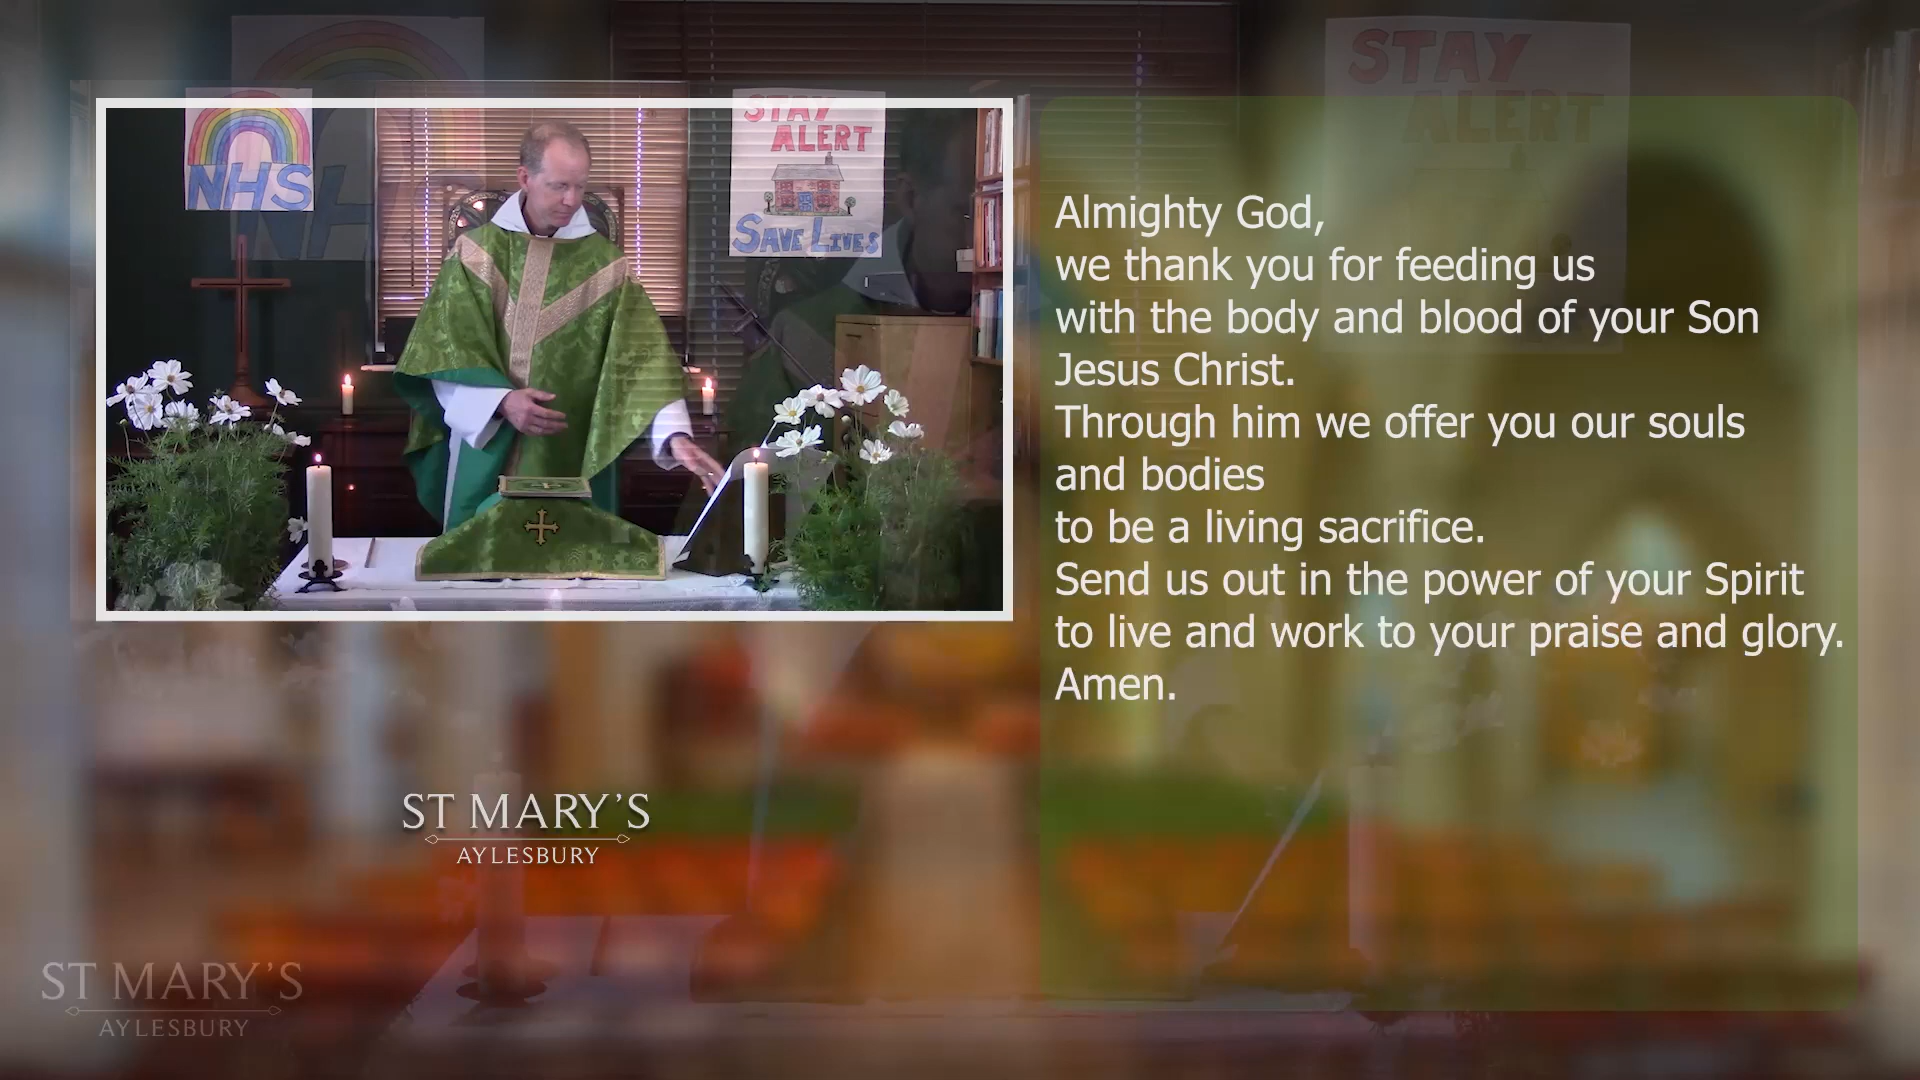 NHS
STAY
ALERT
SAVE LIVES
STAY
ALERT
Almighty God,
we thank you for feeding us
with the body and blood of your Son
Jesus Christ.
Through him we offer you our souls
and bodies
to be a living sacrifice.
Send us out in the power of your Spirit
to live and work to your praise and glory.
Amen.
ST MARY'S
AYLESBURY
ST MARY'S
AYLESBURY